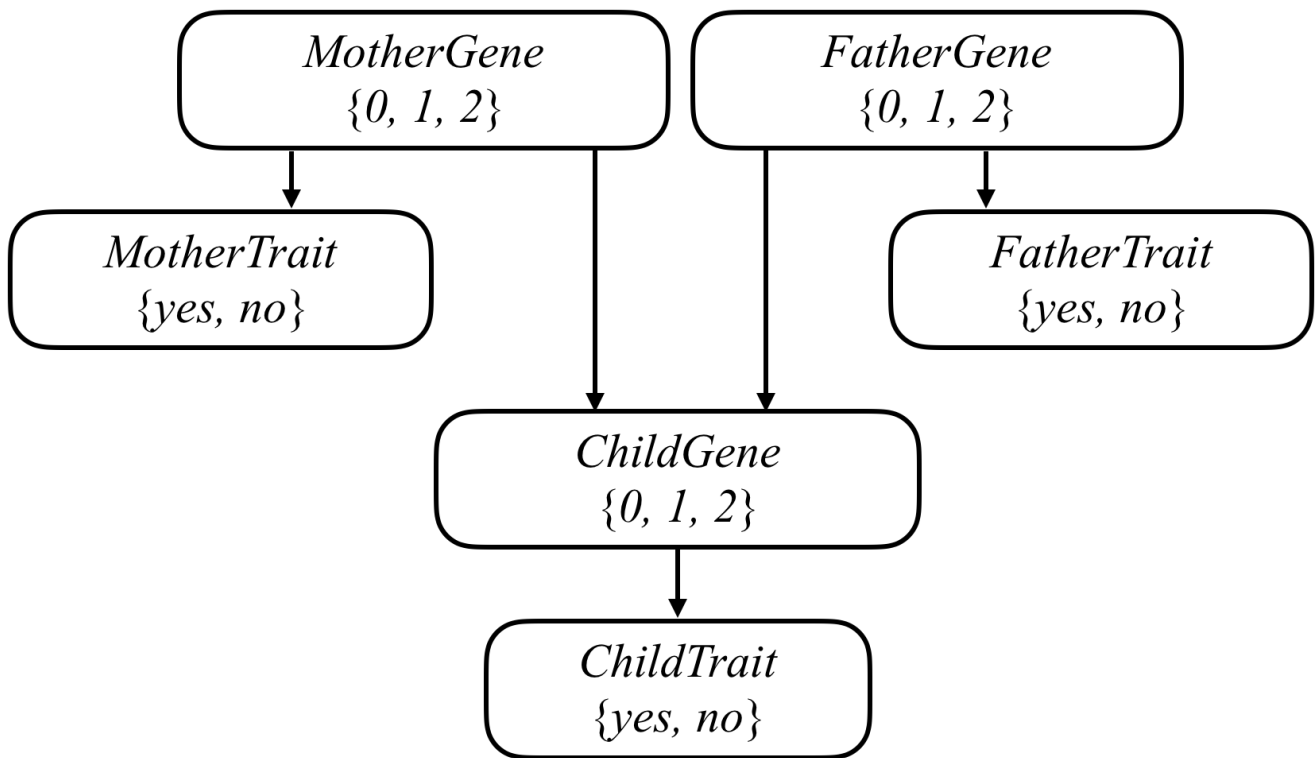 MotherGene
{0, 1, 2}
FatherGene
{0, 1, 2}
MotherTrait
{yes, no}
FatherTrait
{yes, no}
ChildGene
{0, 1, 2}
ChildTrait
{yes, no}